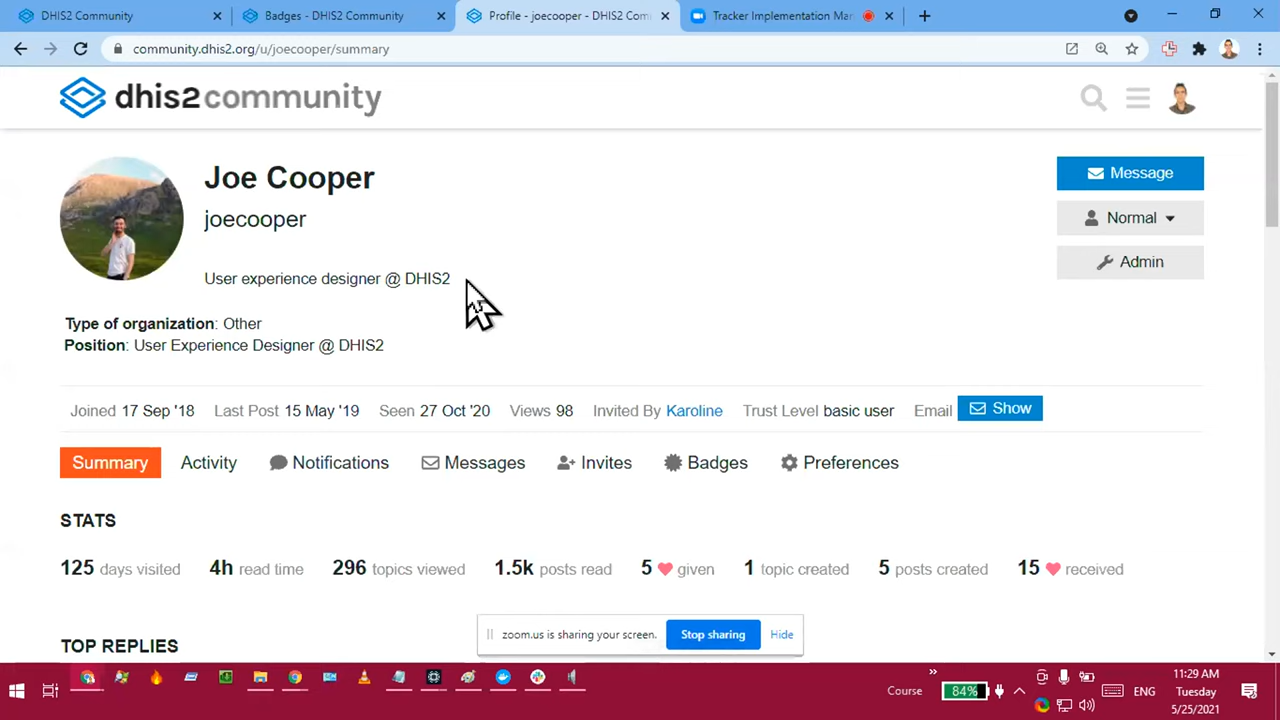 DHIS2 Community
Badges - DHIS2 Community
Profile - joecooper - DHIS2 Com
Tracker Implementation Mar
community.dhis2.org/u/joecooper/summary
dhis2community
Joe Cooper
joecooper
User experience designer @ DHIS2
Message
Normal
Admin
Type of organization: Other
Position: User Experience Designer @ DHIS2
Joined 17 Sep '18 Last Post 15 May '19 Seen 27 Oct '20 Views 98 Invited By Karoline Trust Level basic user Email Show
Summary Activity Notifications Messages Invites Badges Preferences
STATS
125 days visited 4h read time 296 topics viewed 1.5k posts read 5 given 1 topic created 5 posts created 15 received
TOP REPLIES
zoom.us is sharing your screen. Stop sharing Hide
Course
84%
ENG
11:29 AM
Tuesday
5/25/2021